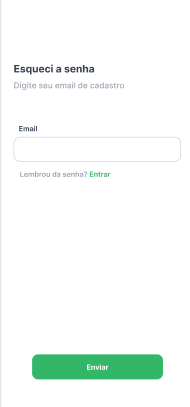 Esqueci a senha
Digite seu email de cadastro
Email
Lembrou da senha? Entrar
Enviar